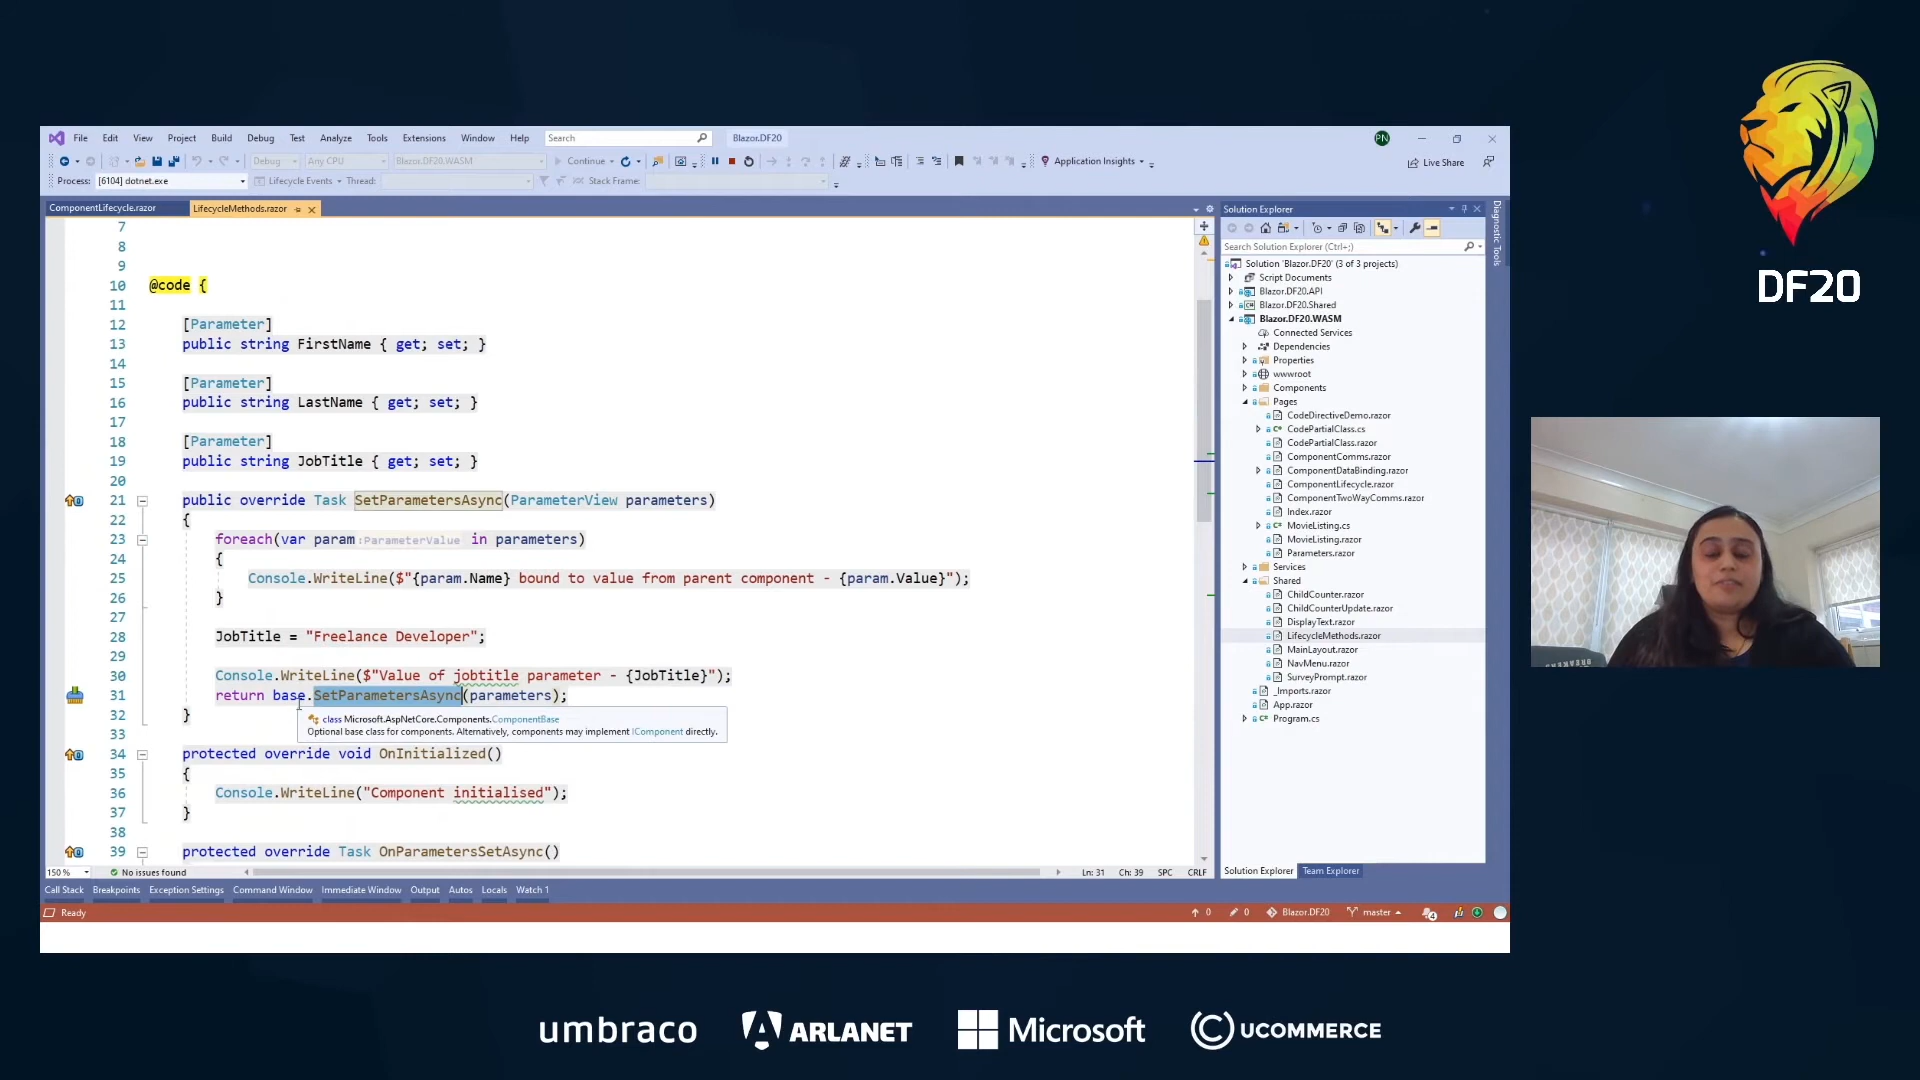 File Edit View Project Build Debug Test Analyze Tools Extensions Window Help Search Blazor.DF20 PN
Debug Any CPU Blazor.DF20.WASM Continue Application Insights Live Share
Process: [6104] dotnet.exe Lifecycle Events Thread: Stack Frame:
ComponentLifecycle.razor LifecycleMethods.razor
7
8
9
10 @code {
11
12 [Parameter]
13 public string FirstName { get; set; }
14
15 [Parameter]
16 public string LastName { get; set; }
17
18 [Parameter]
19 public string JobTitle { get; set; }
20
21 public override Task SetParametersAsync(ParameterView parameters)
22 {
23 foreach(var param:ParameterValue in parameters)
24 {
25 Console.WriteLine($"{param.Name} bound to value from parent component - {param.Value}");
26 }
27
28 JobTitle = "Freelance Developer";
29
30 Console.WriteLine($"Value of jobtitle parameter - {JobTitle}");
31 return base.SetParametersAsync(parameters);
32 }
class Microsoft.AspNetCore.Components.ComponentBase
Optional base class for components. Alternatively, components may implement IComponent directly.
33
34 protected override void OnInitialized()
35 {
36 Console.WriteLine("Component initialised");
37 }
38
39 protected override Task OnParametersSetAsync()
150 % No issues found Ln: 31 Ch: 39 SPC CRLF
Call Stack Breakpoints Exception Settings Command Window Immediate Window Output Autos Locals Watch 1
Ready 0 0 Blazor.DF20 master 4
Solution Explorer
Search Solution Explorer (Ctrl+;)
Solution 'Blazor.DF20' (3 of 3 projects)
Script Documents
Blazor.DF20.API
Blazor.DF20.Shared
Blazor.DF20.WASM
Connected Services
Dependencies
Properties
wwwroot
Components
Pages
CodeDirectiveDemo.razor
CodePartialClass.cs
CodePartialClass.razor
ComponentComms.razor
ComponentDataBinding.razor
ComponentLifecycle.razor
ComponentTwoWayComms.razor
Index.razor
MovieListing.cs
MovieListing.razor
Parameters.razor
Services
Shared
ChildCounter.razor
ChildCounterUpdate.razor
DisplayText.razor
LifecycleMethods.razor
MainLayout.razor
NavMenu.razor
SurveyPrompt.razor
_Imports.razor
App.razor
Program.cs
Solution Explorer Team Explorer
Diagnostic Tools
DF20
umbraco ARLANET Microsoft UCOMMERCE